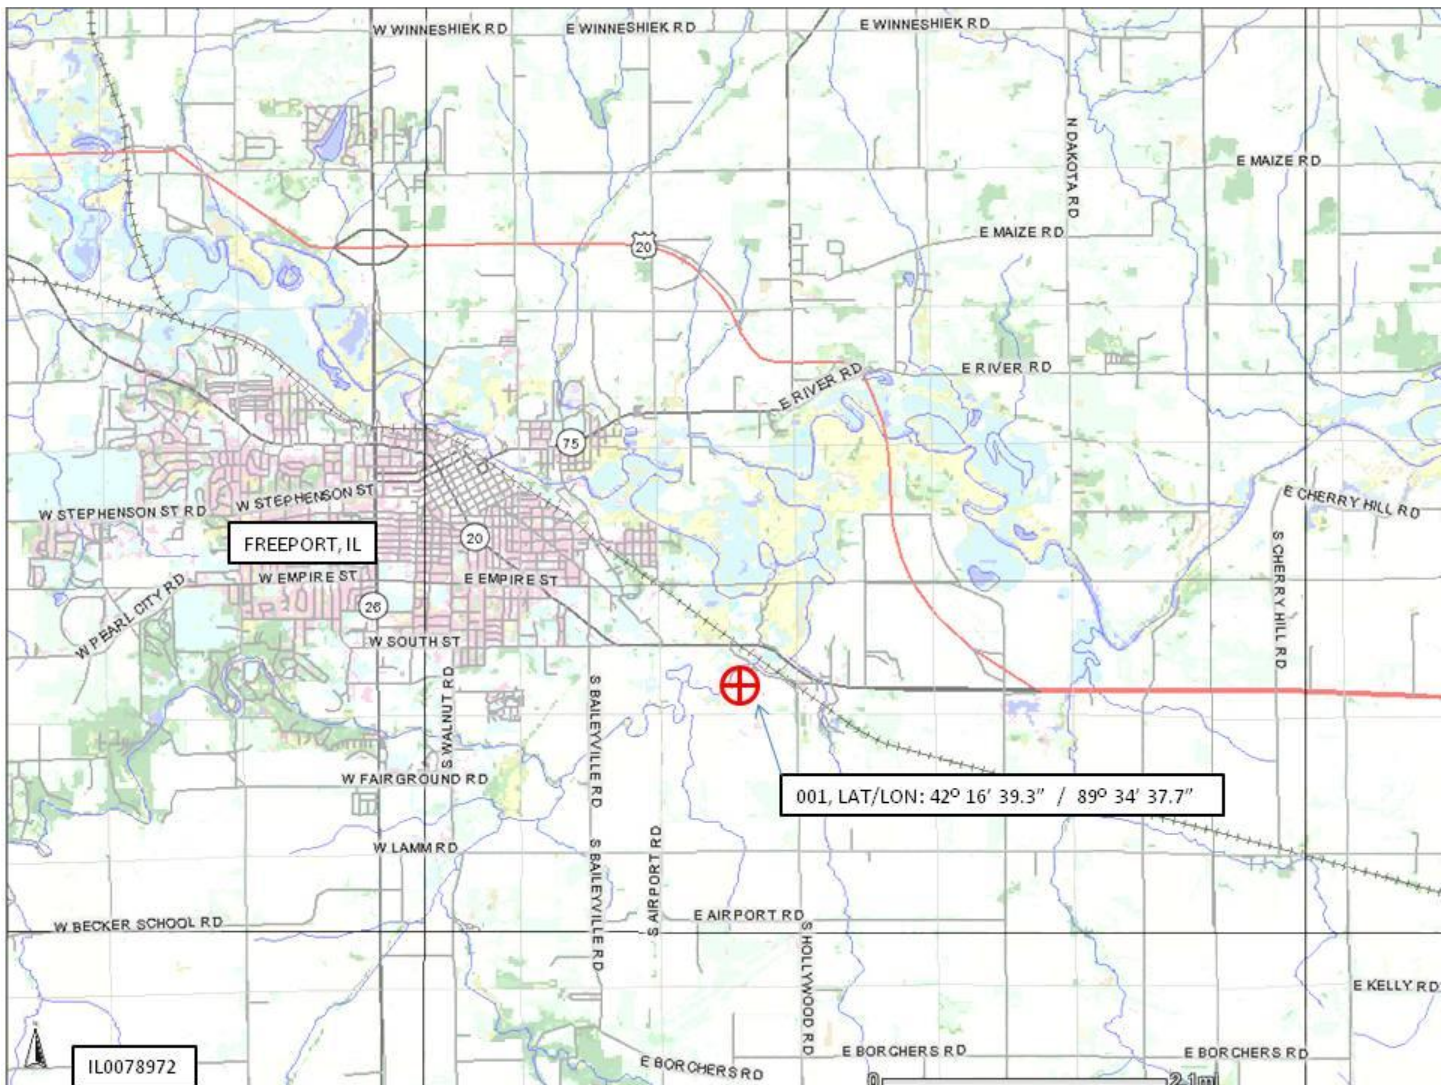 W WINNESHIEK RD
E WINNESHIEK RD
E WINNESHIEK RD
N DAKOTA RD
E MAIZE RD
E MAIZE RD
20
E RIVER RD
E RIVER RD
75
W STEPHENSON ST
W STEPHENSON ST RD
E CHERRY HILL RD
FREEPORT, IL
20
S CHERRY HILL RD
W EMPIRE ST
E EMPIRE ST
W PEARL CITY RD
26
W SOUTH ST
S WALNUT RD
S BAILEYVILLE RD
W FAIRGROUND RD
001, LAT/LON: 42º 16’ 39.3” / 89º 34’ 37.7”
W LAMM RD
S BAILEYVILLE RD
S AIRPORT RD
W BECKER SCHOOL RD
E AIRPORT RD
S HOLLYWOOD RD
E KELLY RD
N
IL0078972
E BORCHERS RD
E BORCHERS RD
E BORCHERS RD
0 2.1mi